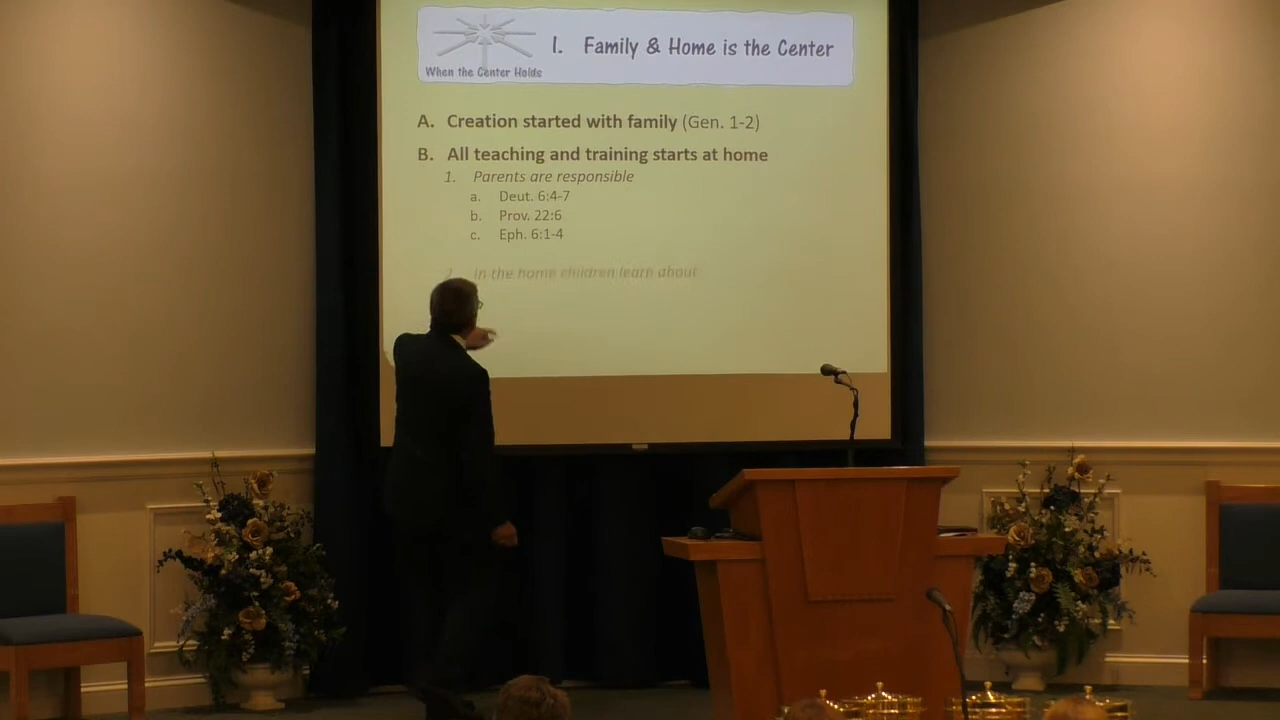 I. Family & Home is the Center
When the Center Holds
A. Creation started with family (Gen. 1-2)
B. All teaching and training starts at home
1. Parents are responsible
a. Deut. 6:4-7
b. Prov. 22:6
c. Eph. 6:1-4
2. in the home children learn about